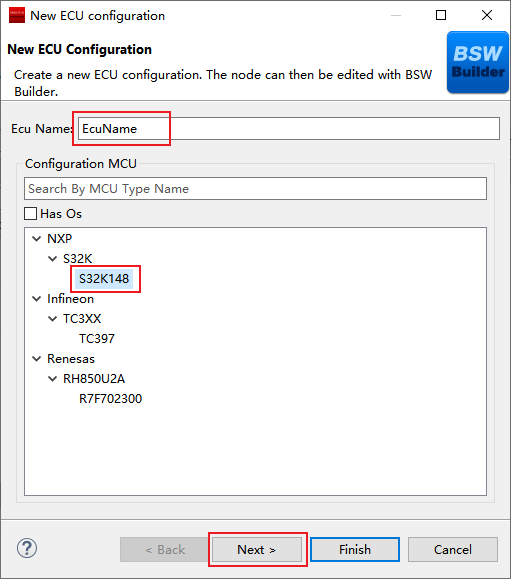 New ECU configuration
New ECU Configuration
Create a new ECU configuration. The node can then be edited with BSW
Builder.
BSW
Builder
Ecu Name: EcuName
Configuration MCU
Search By MCU Type Name
Has Os
NXP
S32K
S32K148
Infineon
TC3XX
TC397
Renesas
RH850U2A
R7F702300
?
< Back
Next >
Finish
Cancel